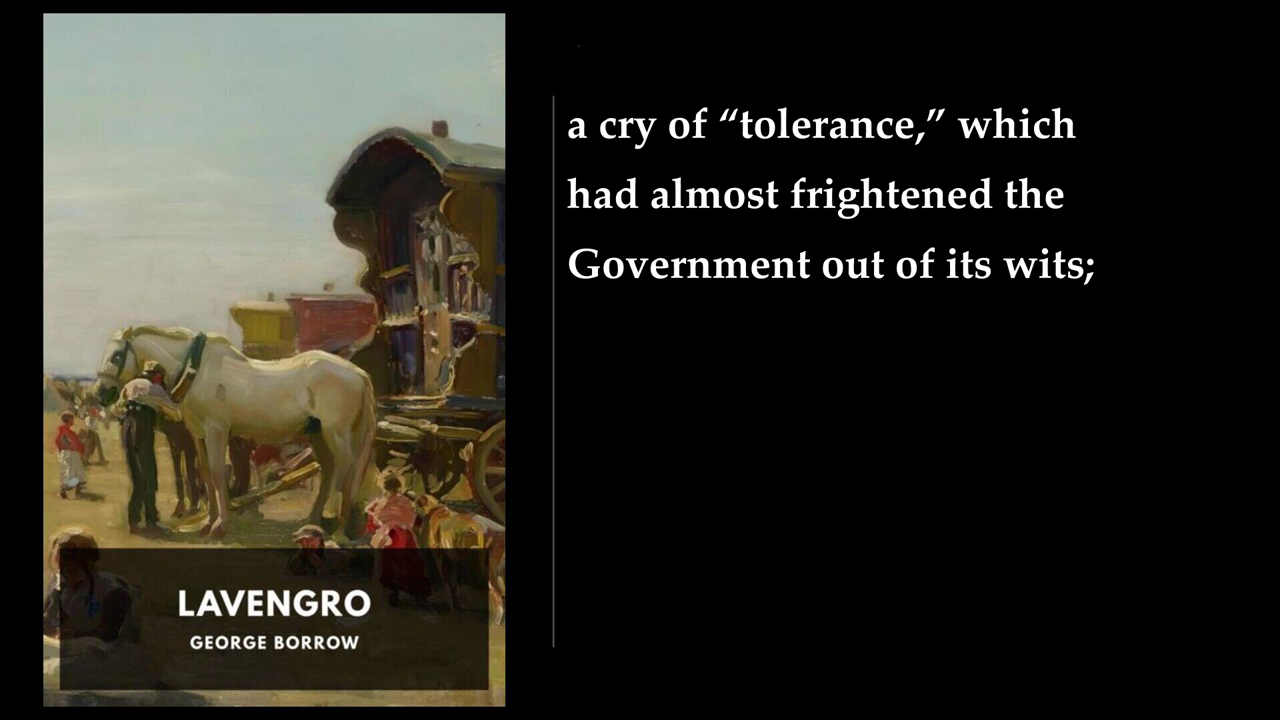 a cry of “tolerance,” which
had almost frightened the
Government out of its wits;
LAVENGRO
GEORGE BORROW